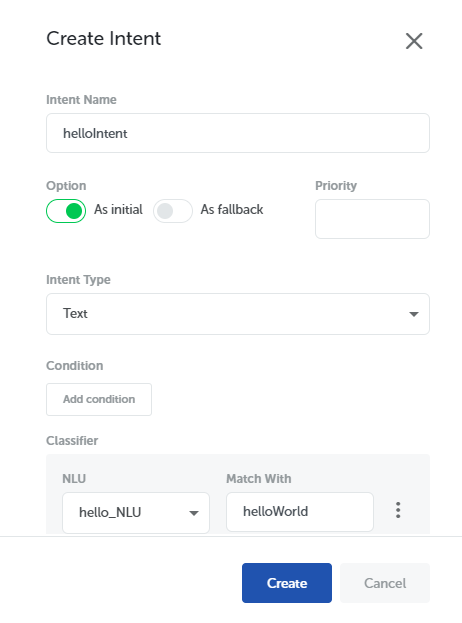 Create Intent
Intent Name
helloIntent
Option Priority
As initial As fallback
Intent Type
Text
Condition
Add condition
Classifier
NLU Match With
hello_NLU helloWorld
Create Cancel